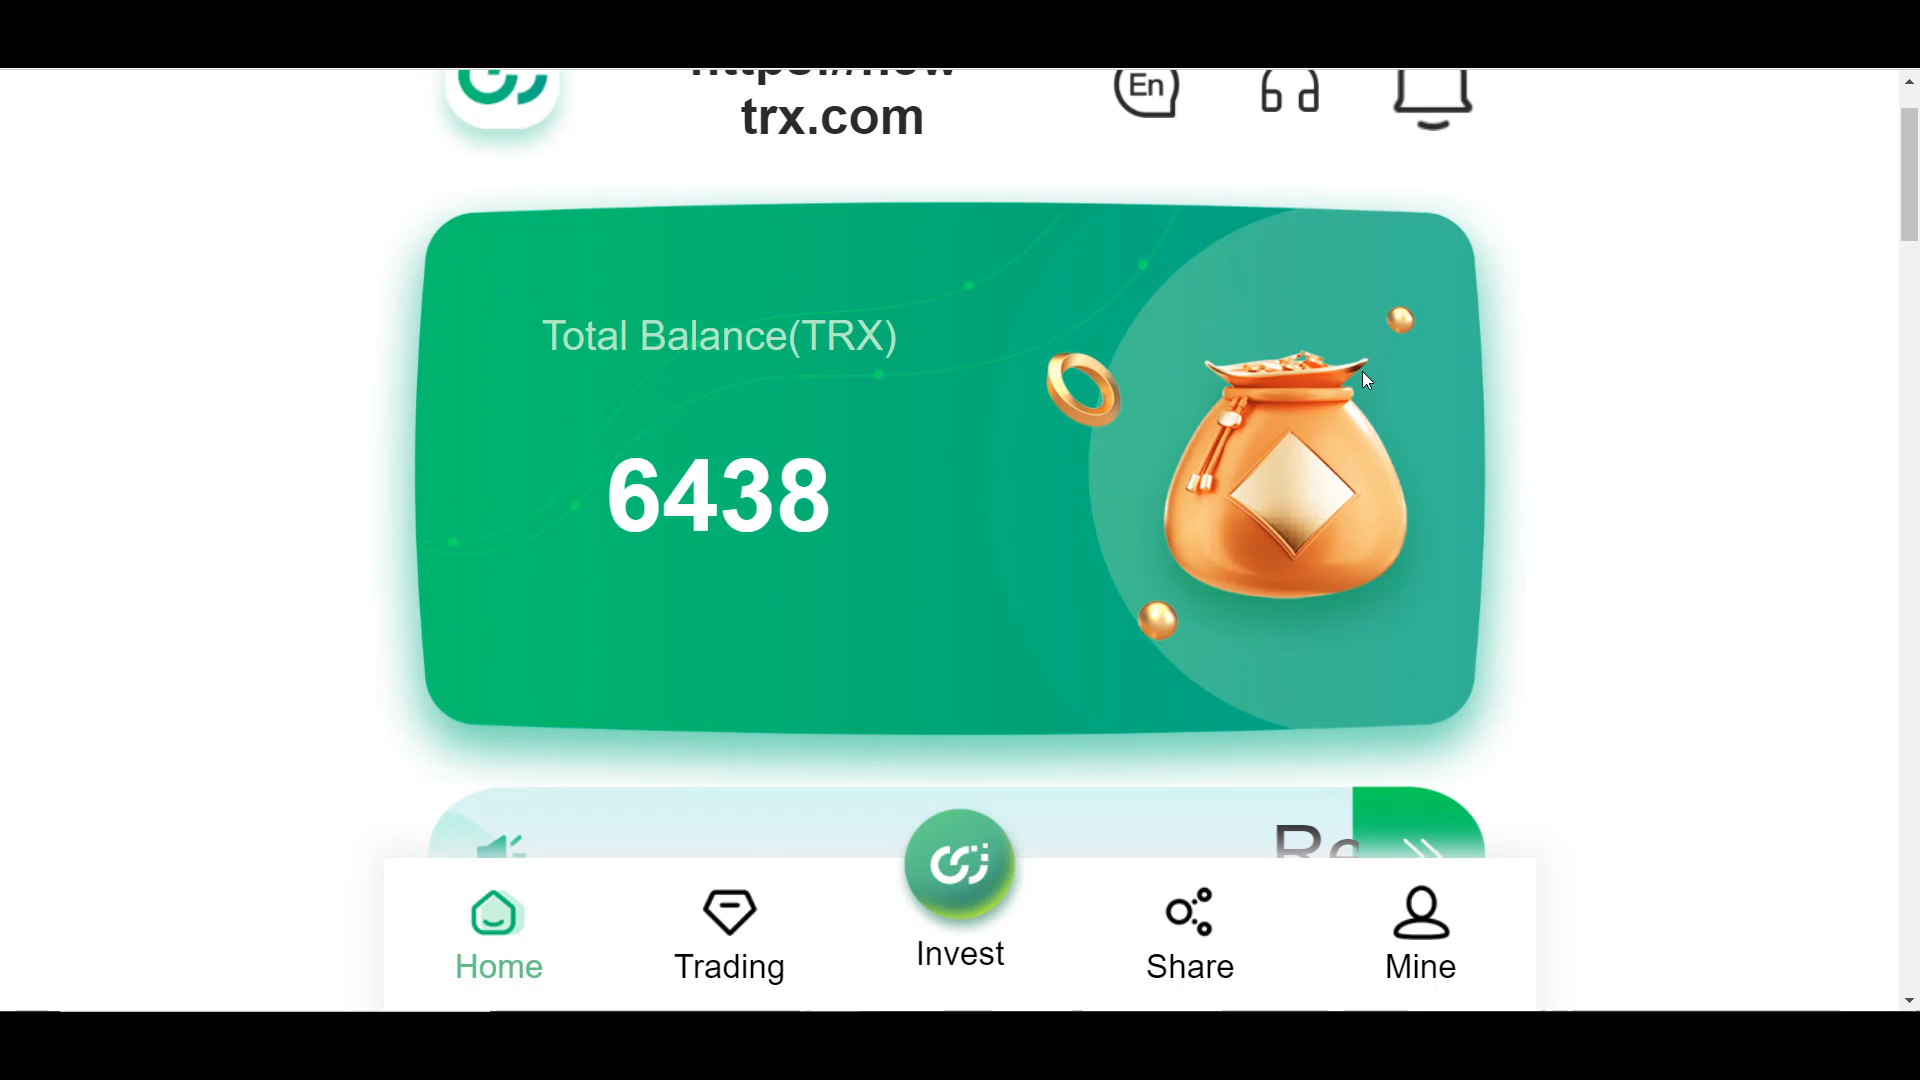 trx.com
En
Total Balance(TRX)
6438
Home
Trading
Invest
Share
Mine